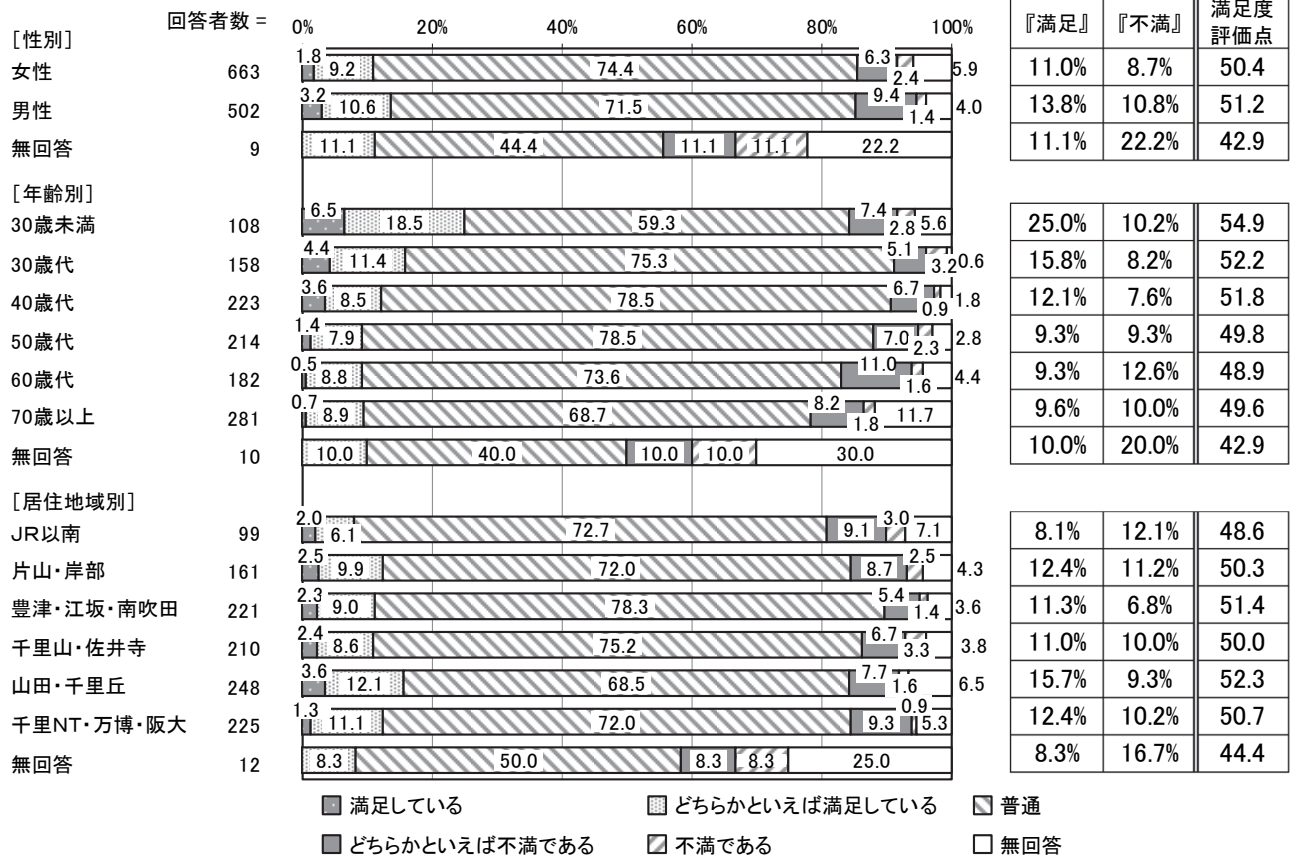 回答者数 = 0% 20% 40% 60% 80% 100% 『満足』 『不満』 満足度評価点
［性別］
女性 663 1.8 9.2 74.4 6.3 2.4 5.9 11.0% 8.7% 50.4
男性 502 3.2 10.6 71.5 9.4 1.4 4.0 13.8% 10.8% 51.2
無回答 9 11.1 44.4 11.1 11.1 22.2 11.1% 22.2% 42.9
［年齢別］
30歳未満 108 6.5 18.5 59.3 7.4 2.8 5.6 25.0% 10.2% 54.9
30歳代 158 4.4 11.4 75.3 5.1 3.2 0.6 15.8% 8.2% 52.2
40歳代 223 3.6 8.5 78.5 6.7 0.9 1.8 12.1% 7.6% 51.8
50歳代 214 1.4 7.9 78.5 7.0 2.3 2.8 9.3% 9.3% 49.8
60歳代 182 0.5 8.8 73.6 11.0 1.6 4.4 9.3% 12.6% 48.9
70歳以上 281 0.7 8.9 68.7 8.2 1.8 11.7 9.6% 10.0% 49.6
無回答 10 10.0 40.0 10.0 10.0 30.0 10.0% 20.0% 42.9
［居住地域別］
JR以南 99 2.0 6.1 72.7 9.1 3.0 7.1 8.1% 12.1% 48.6
片山・岸部 161 2.5 9.9 72.0 8.7 2.5 4.3 12.4% 11.2% 50.3
豊津・江坂・南吹田 221 2.3 9.0 78.3 5.4 1.4 3.6 11.3% 6.8% 51.4
千里山・佐井寺 210 2.4 8.6 75.2 6.7 3.3 3.8 11.0% 10.0% 50.0
山田・千里丘 248 3.6 12.1 68.5 7.7 1.6 6.5 15.7% 9.3% 52.3
千里NT・万博・阪大 225 1.3 11.1 72.0 9.3 0.9 5.3 12.4% 10.2% 50.7
無回答 12 8.3 50.0 8.3 8.3 25.0 8.3% 16.7% 44.4
満足している どちらかといえば満足している 普通
どちらかといえば不満である 不満である 無回答